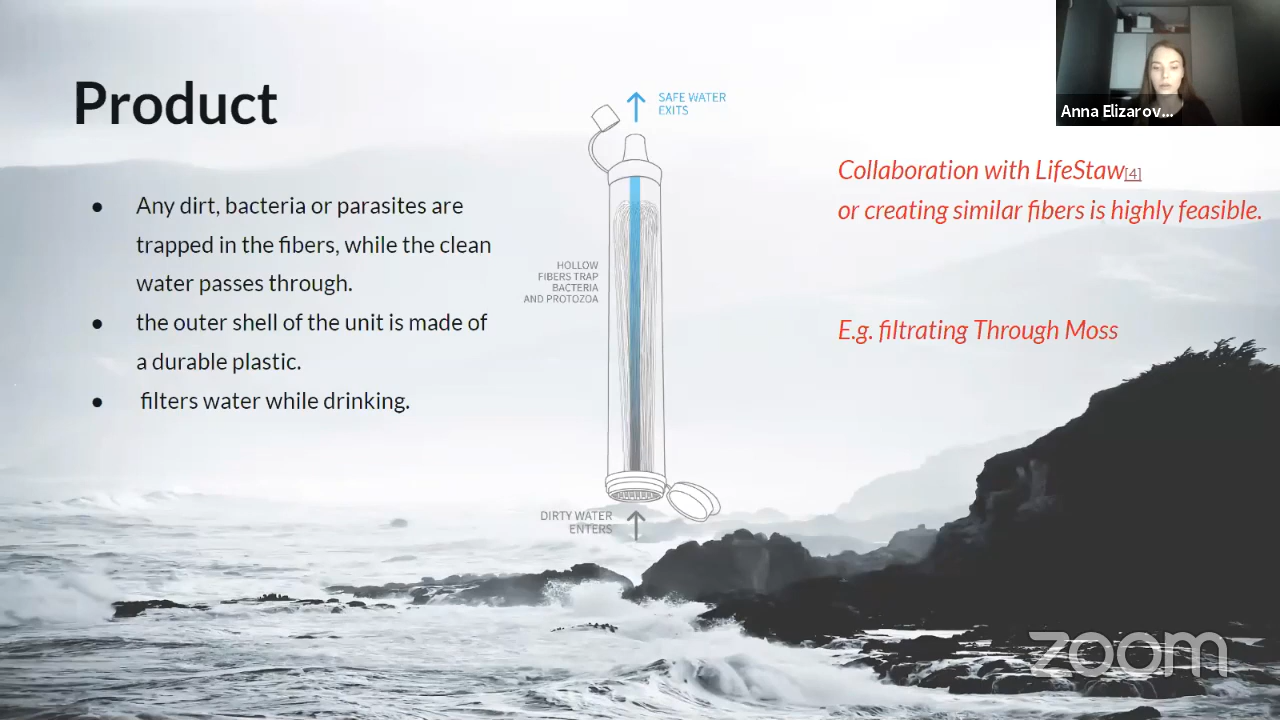 Product
SAFE WATER
EXITS
Anna Elizarov...
Collaboration with LifeStaw[4]
or creating similar fibers is highly feasible.
● Any dirt, bacteria or parasites are
trapped in the fibers, while the clean
water passes through.
● the outer shell of the unit is made of
a durable plastic.
● filters water while drinking.
HOLLOW
FIBERS TRAP
BACTERIA
AND PROTOZOA
E.g. filtrating Through Moss
DIRTY WATER
ENTERS
zoom